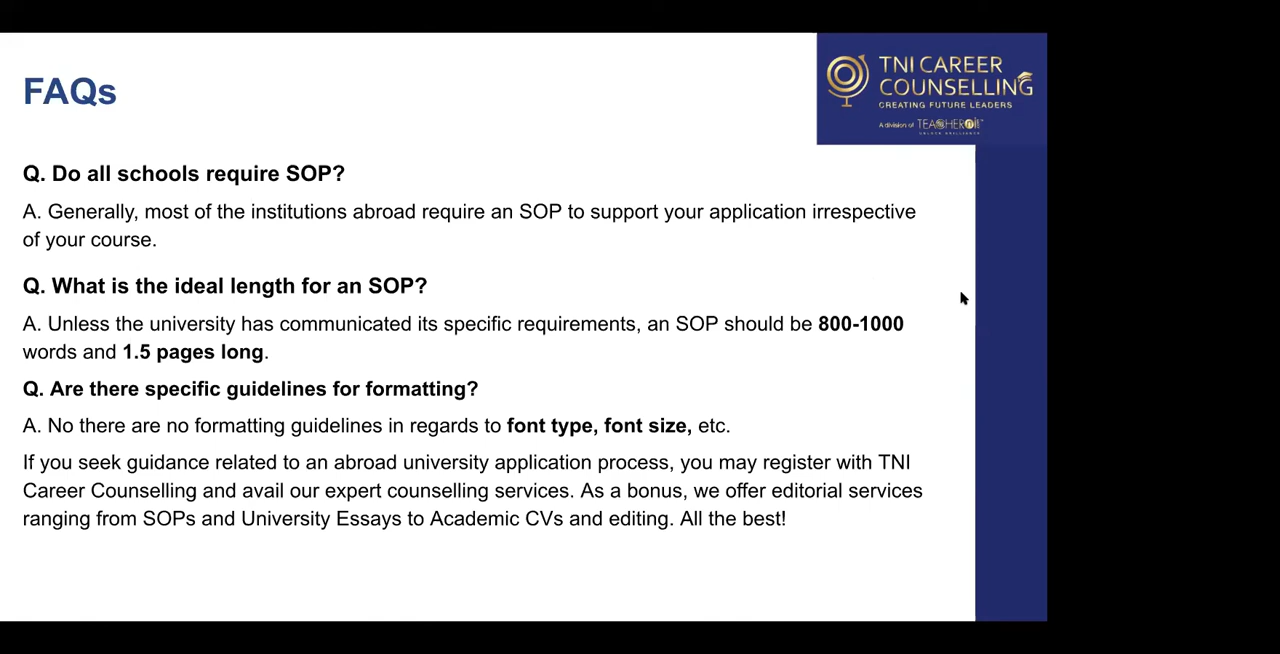 FAQs
TNI CAREER
COUNSELLING
CREATING FUTURE LEADERS
A division of TEACHERni
Q. Do all schools require SOP?
A. Generally, most of the institutions abroad require an SOP to support your application irrespective
of your course.
Q. What is the ideal length for an SOP?
A. Unless the university has communicated its specific requirements, an SOP should be 800-1000
words and 1.5 pages long.
Q. Are there specific guidelines for formatting?
A. No there are no formatting guidelines in regards to font type, font size, etc.
If you seek guidance related to an abroad university application process, you may register with TNI
Career Counselling and avail our expert counselling services. As a bonus, we offer editorial services
ranging from SOPs and University Essays to Academic CVs and editing. All the best!